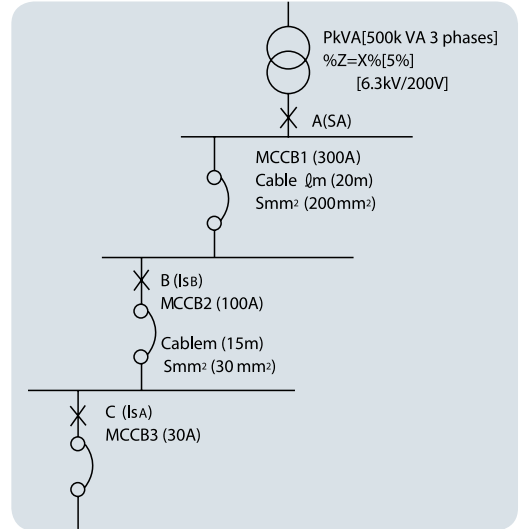 PkVA[500k VA 3 phases]
%Z=X%[5%]
[6.3kV/200V]
A(SA)
MCCB1 (300A)
Cable ℓm (20m)
Smm² (200mm²)
B (IsB)
MCCB2 (100A)
Cablem (15m)
Smm² (30 mm²)
C (IsA)
MCCB3 (30A)